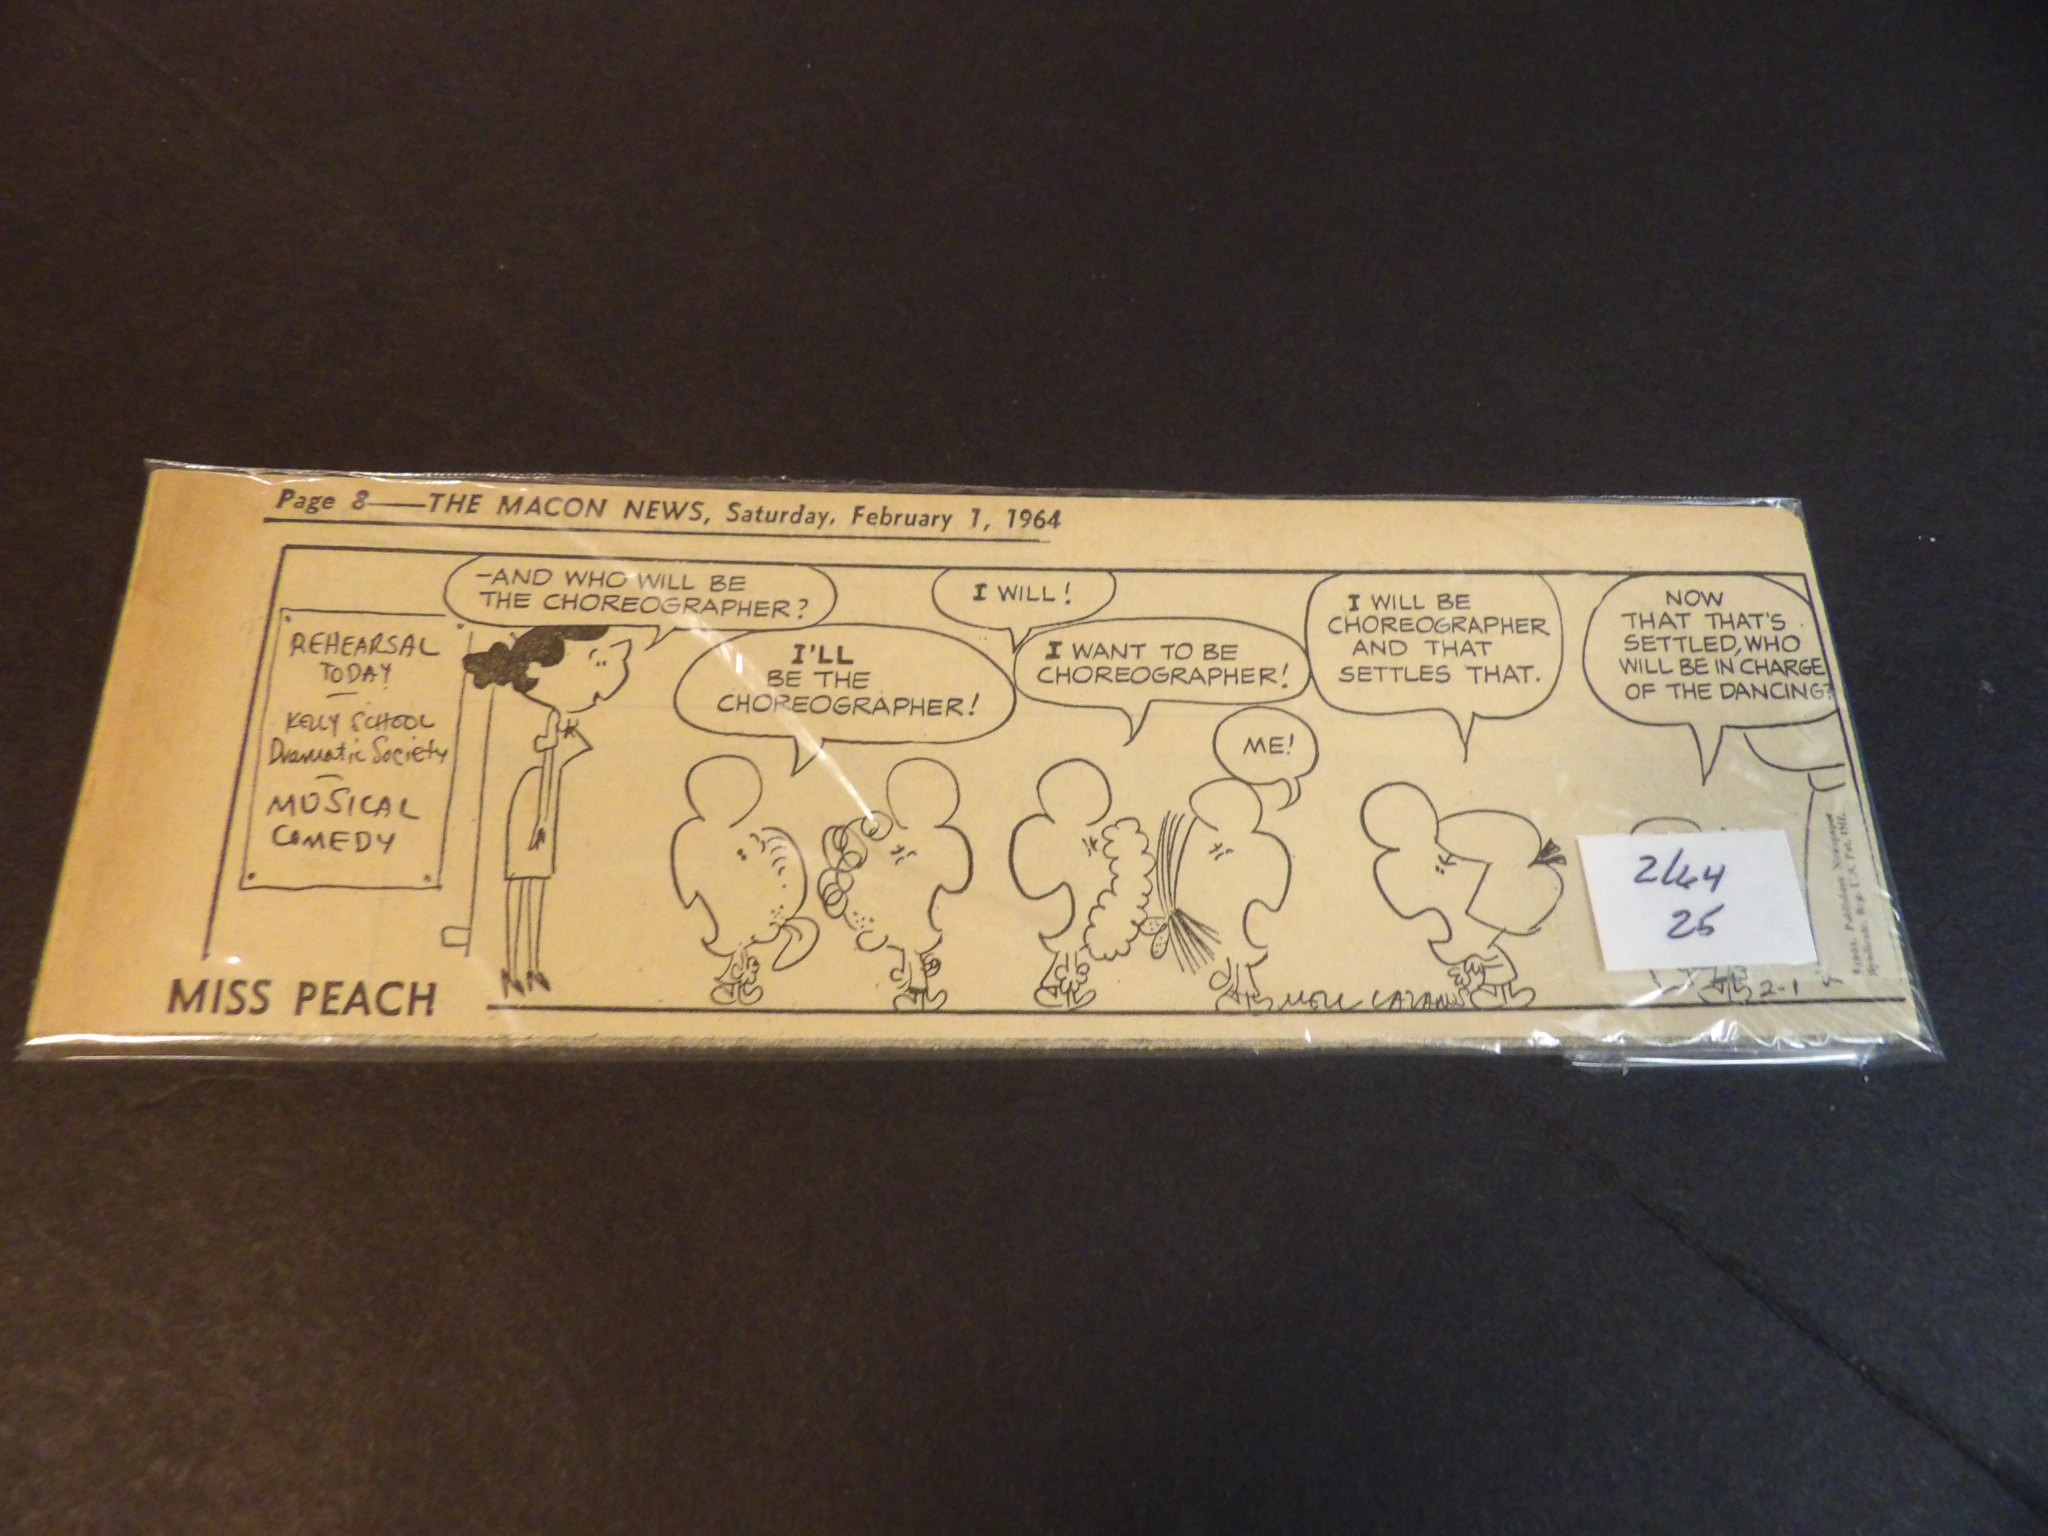 Page 8—THE MACON NEWS, Saturday, February 1, 1964
REHEARSAL
TODAY
KELLY SCHOOL
Dramatic Society
MUSICAL
COMEDY
—AND WHO WILL BE
THE CHOREOGRAPHER?
I'LL
BE THE
CHOREOGRAPHER!
I WILL!
I WANT TO BE
CHOREOGRAPHER!
ME!
I WILL BE
CHOREOGRAPHER
AND THAT
SETTLES THAT.
NOW
THAT THAT'S
SETTLED, WHO
WILL BE IN CHARGE
OF THE DANCING?
2/64
25
MELL LAZARUS
2-1
MISS PEACH